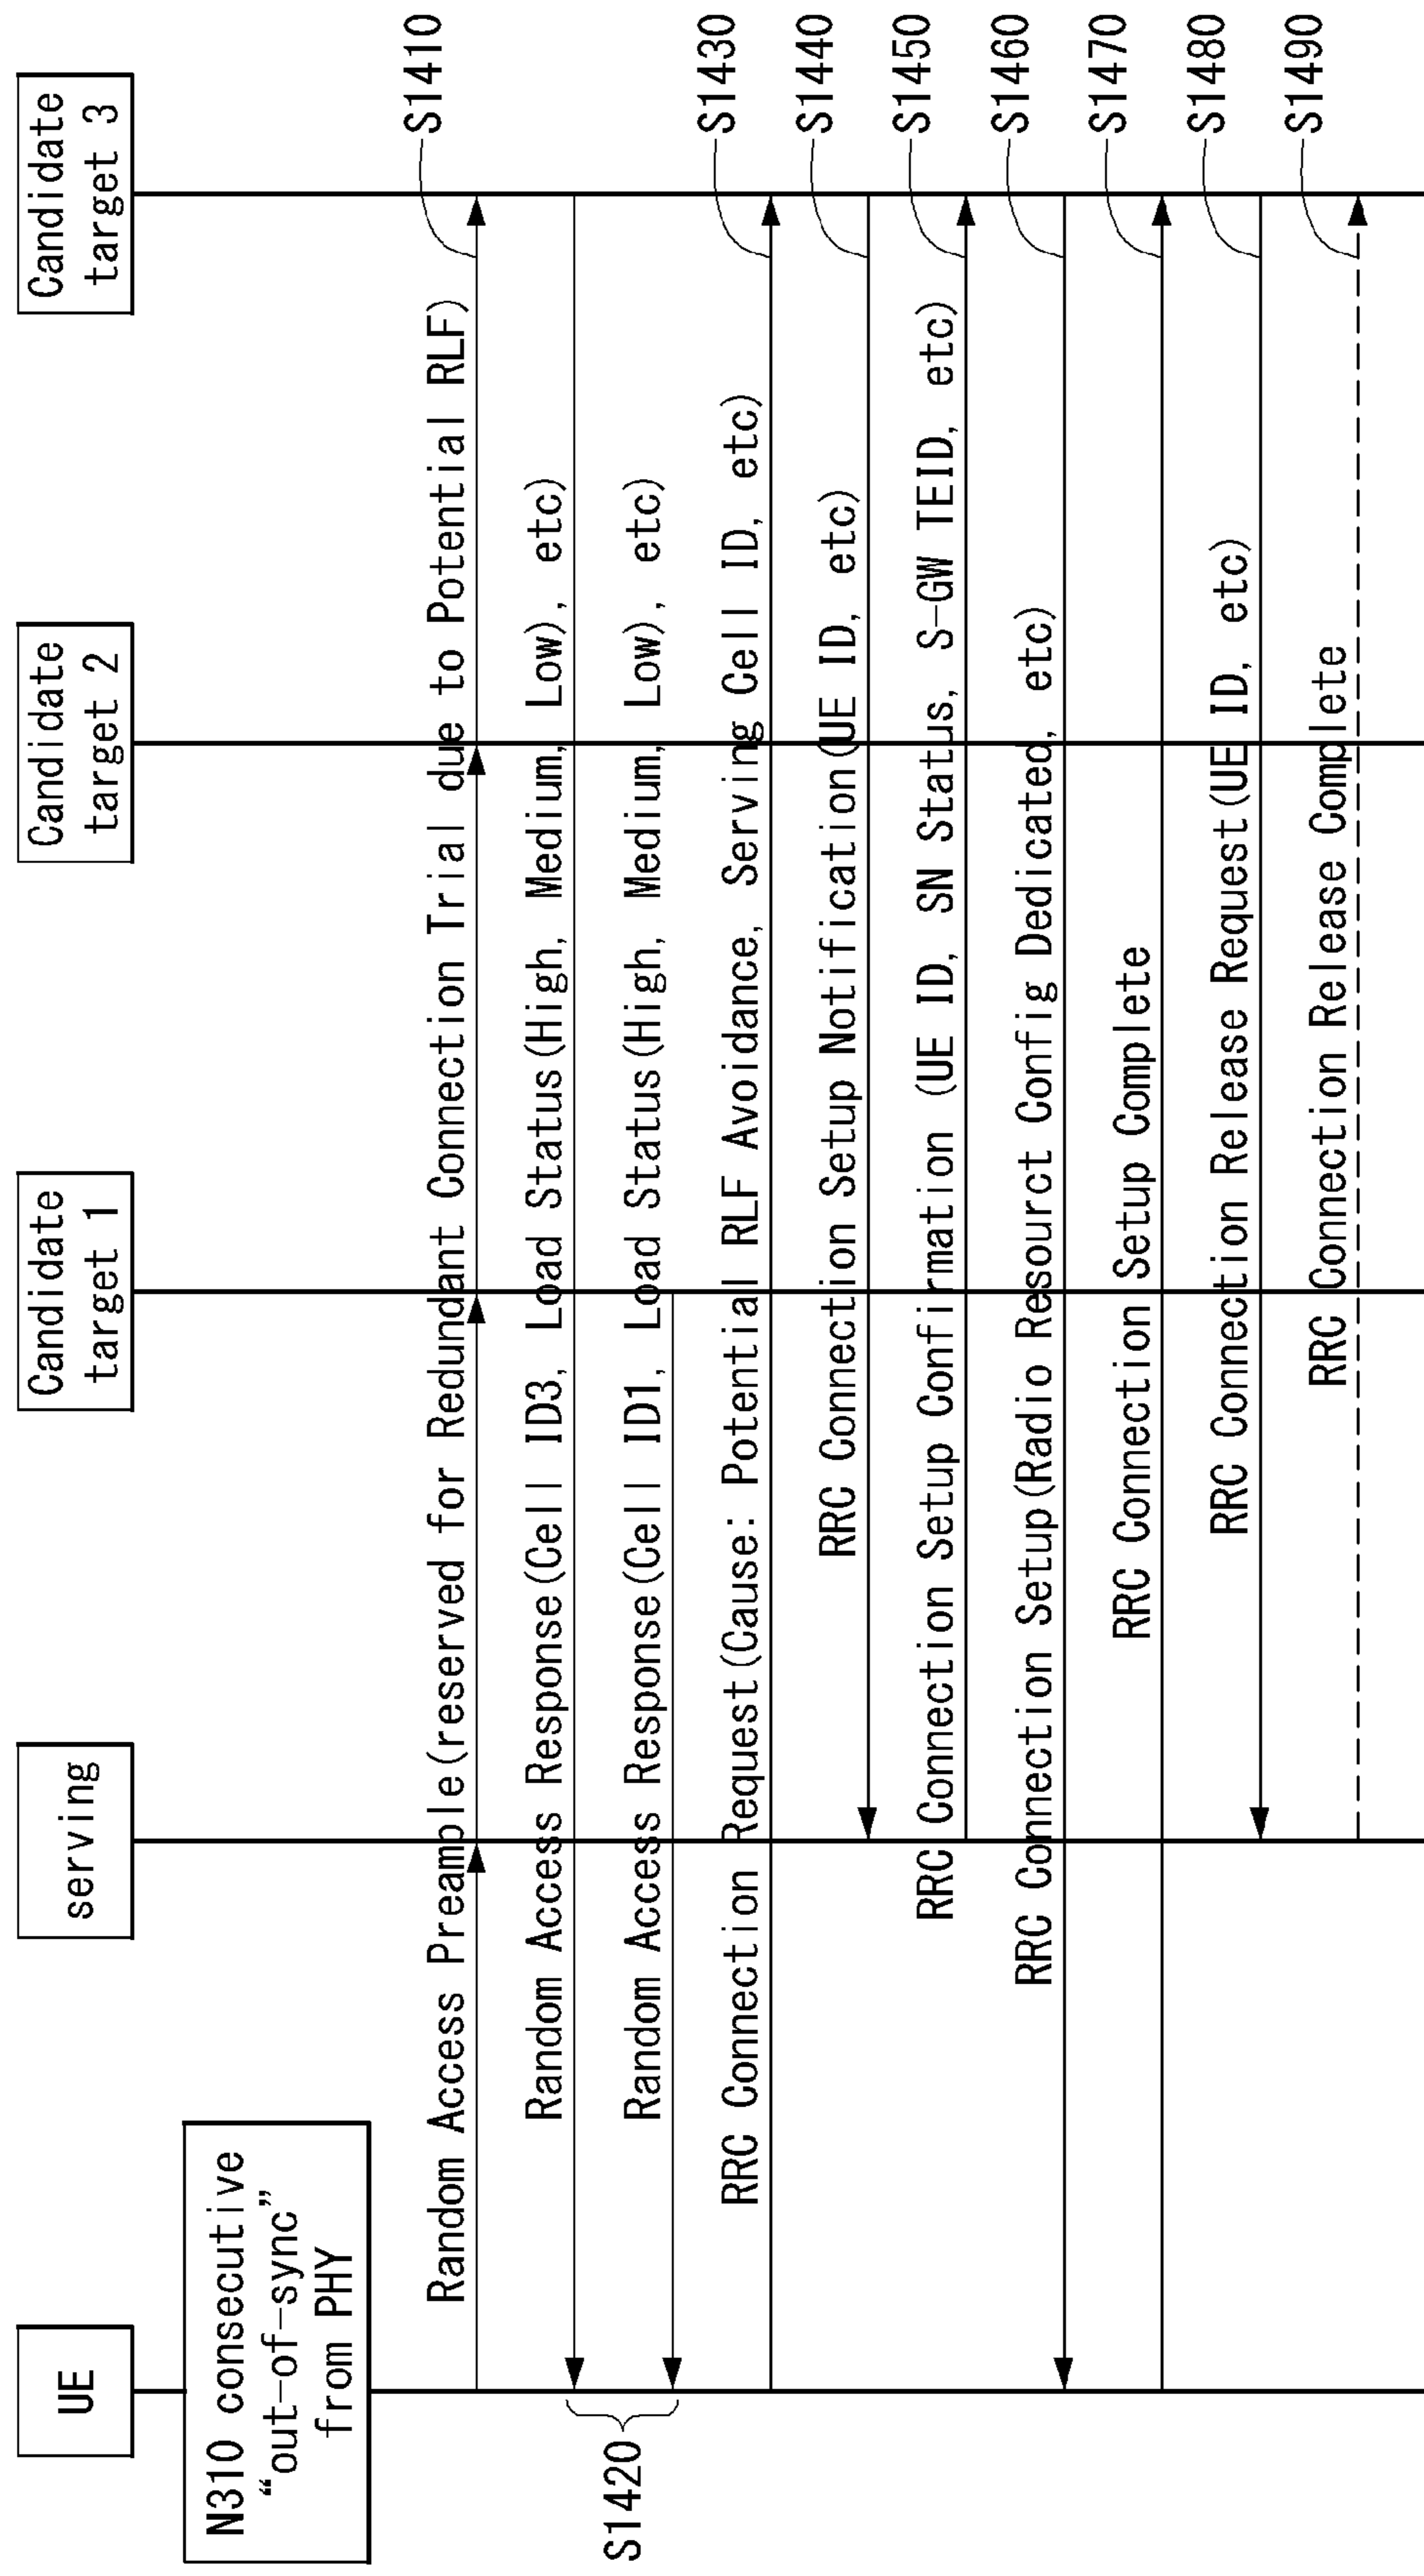 UE
serving
Candidate
target 1
Candidate
target 2
Candidate
target 3
N310 consecutive
“out-of-sync”
from PHY
Random Access Preample(reserved for Redundant Connection Trial due to Potential RLF)
S1410
Random Access Response(Cell ID3, Load Status(High, Medium, Low), etc)
S1420
Random Access Response(Cell ID1, Load Status(High, Medium, Low), etc)
RRC Connection Request(Cause: Potential RLF Avoidance, Serving Cell ID, etc)
S1430
RRC Connection Setup Notification(UE ID, etc)
S1440
RRC Connection Setup Confirmation (UE ID, SN Status, S-GW TEID, etc)
S1450
RRC Connection Setup(Radio Resourct Config Dedicated, etc)
S1460
RRC Connection Setup Complete
S1470
RRC Connection Release Request(UE ID, etc)
S1480
RRC Connection Release Complete
S1490